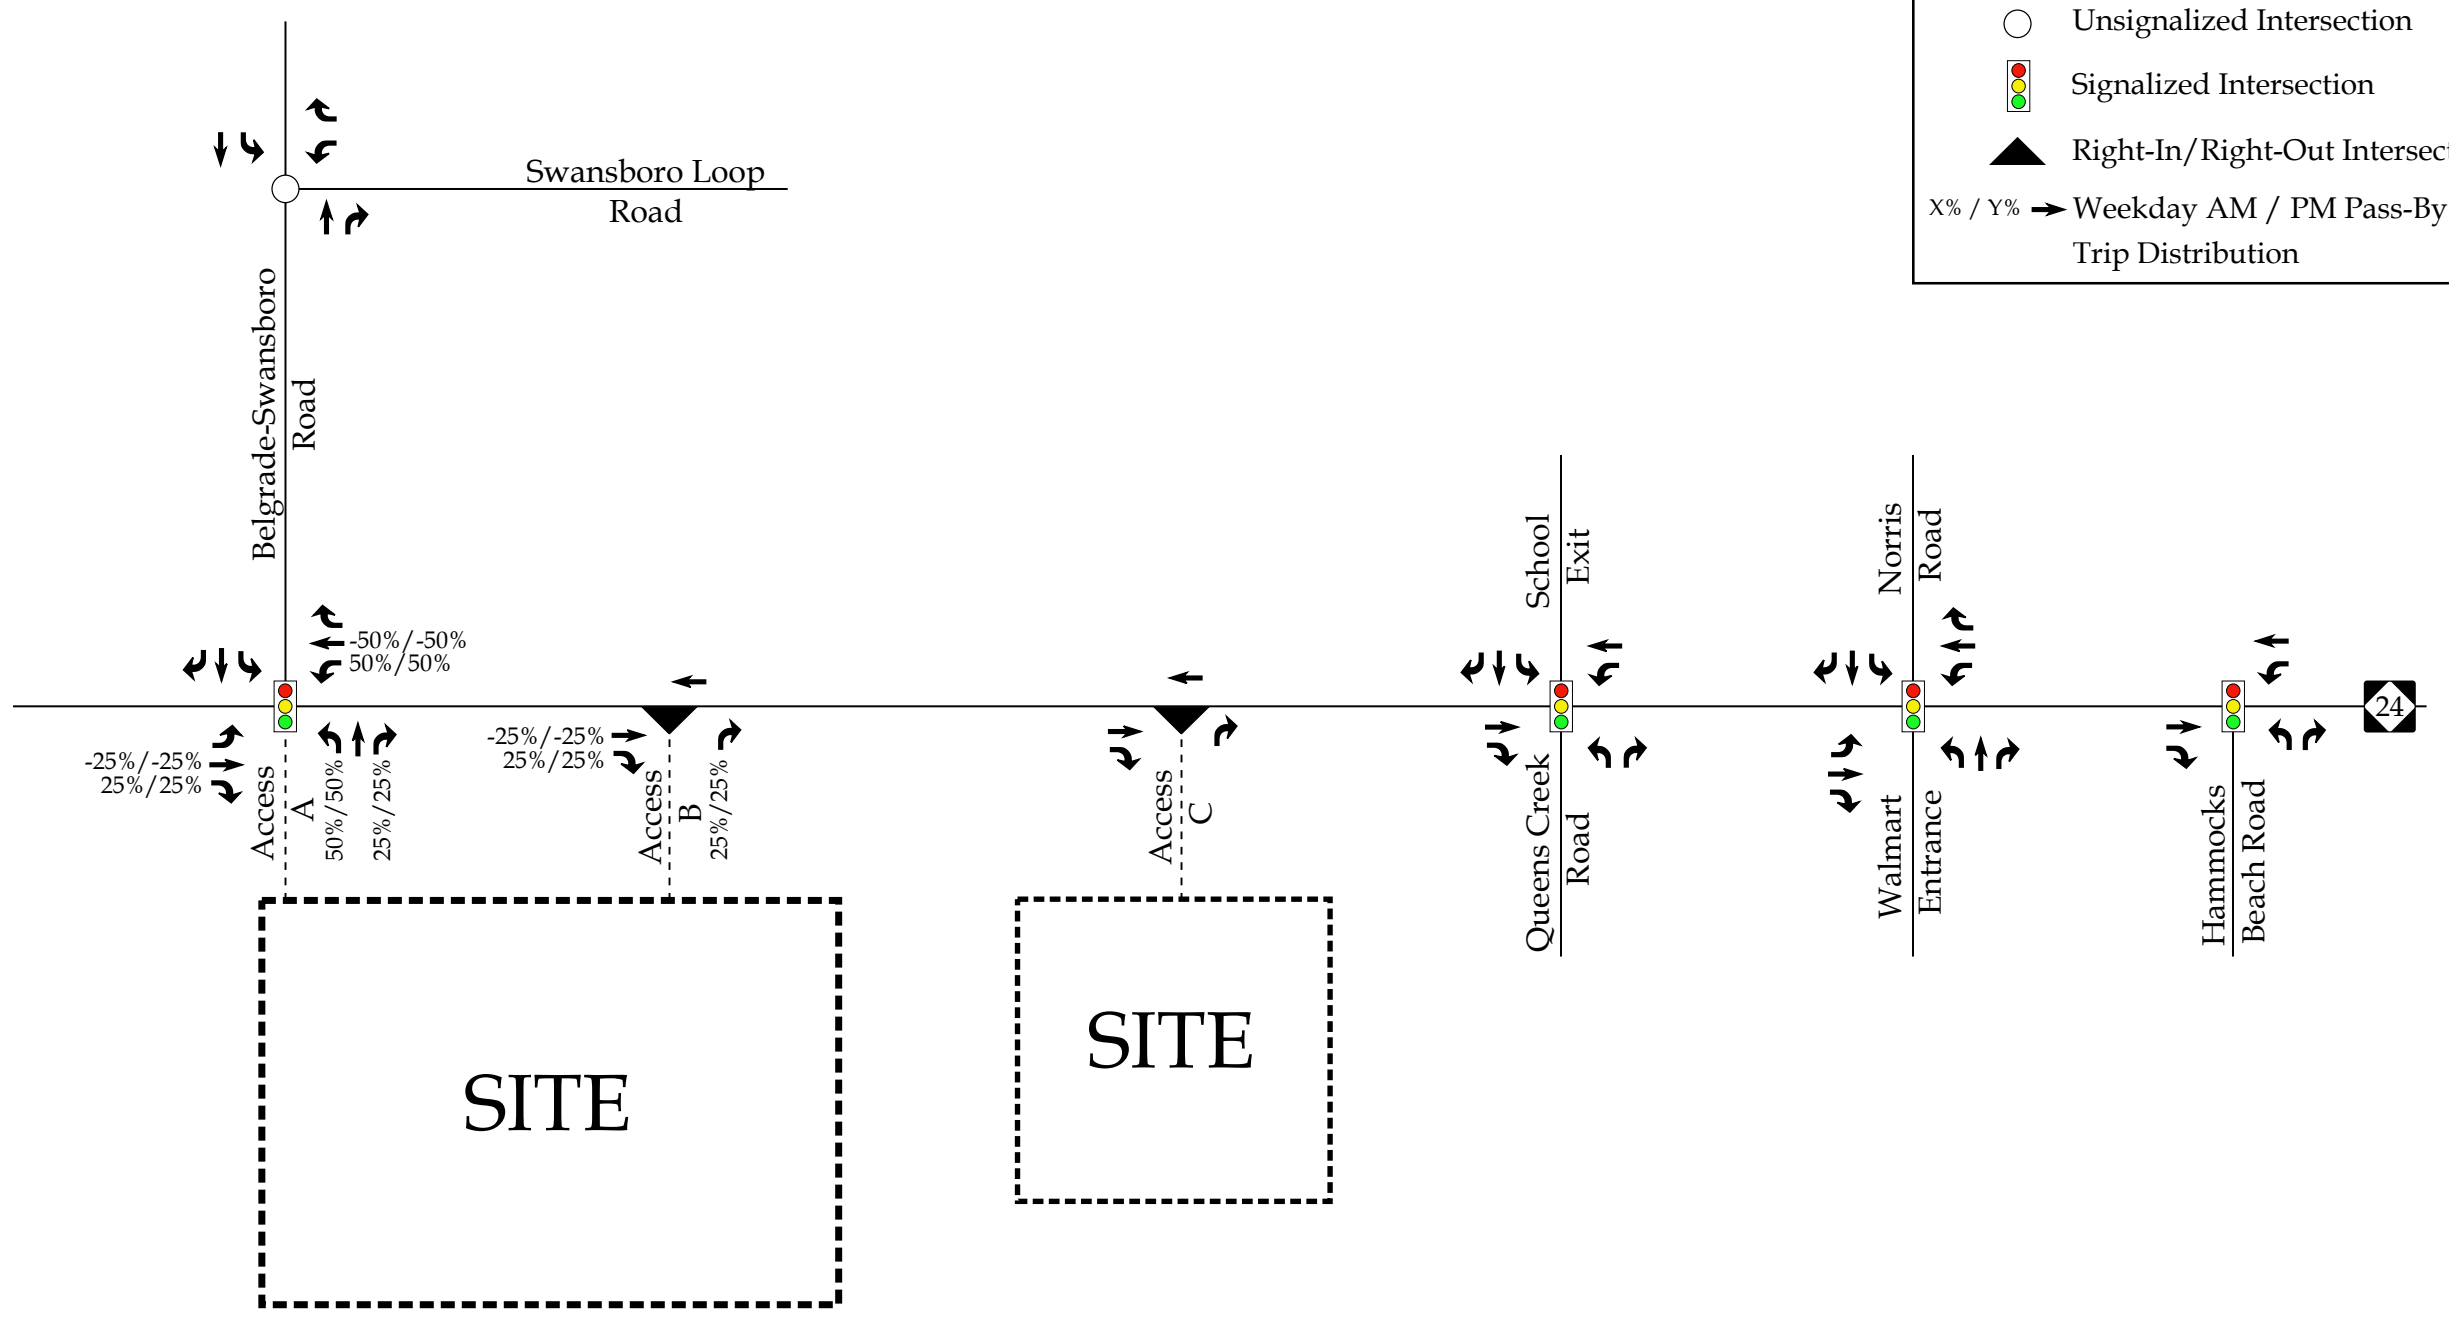 Unsignalized Intersection
Signalized Intersection
Right-In/Right-Out Intersect
X% / Y%
Weekday AM / PM Pass-By
Trip Distribution
Swansboro Loop
Road
Belgrade-Swansboro
Road
-50%/-50%
50%/50%
-25%/-25%
25%/25%
Access
A
50%/50%
25%/25%
-25%/-25%
25%/25%
Access
B
25%/25%
Access
C
School
Exit
Queens Creek
Road
Norris
Road
Walmart
Entrance
Hammocks
Beach Road
24
SITE
SITE